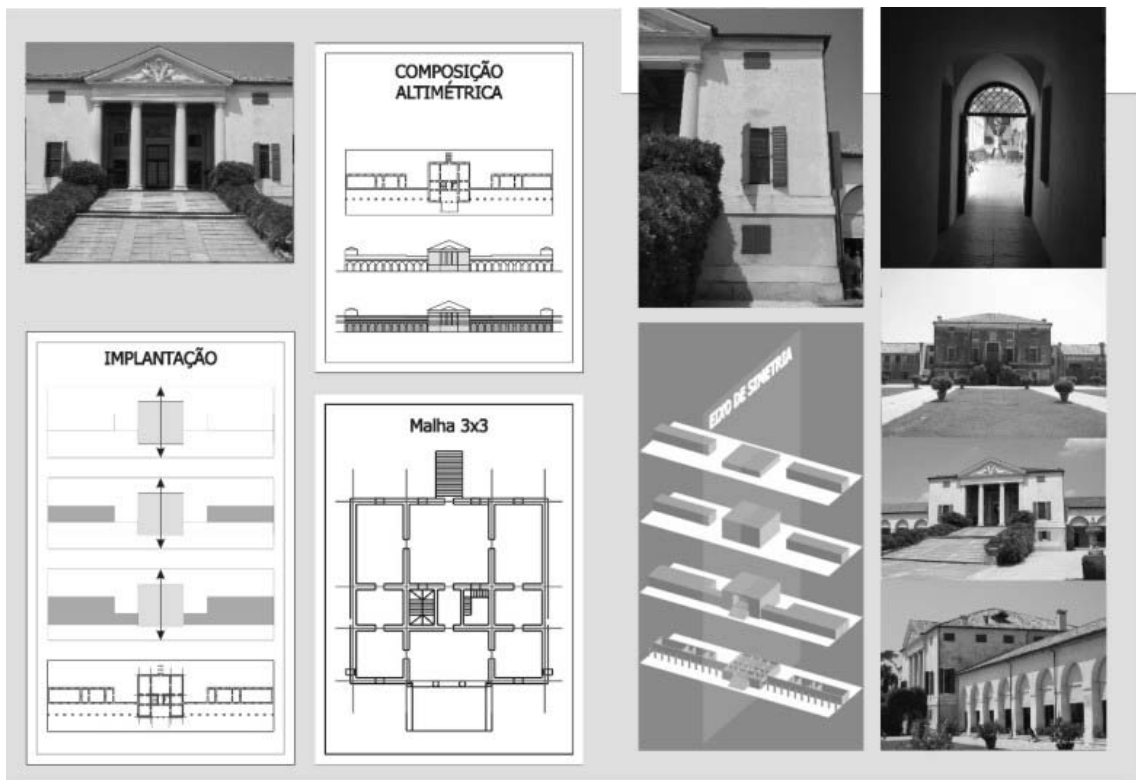 COMPOSIÇÃO
ALTIMÉTRICA
IMPLANTAÇÃO
Malha 3x3
EIXO DE SIMETRIA